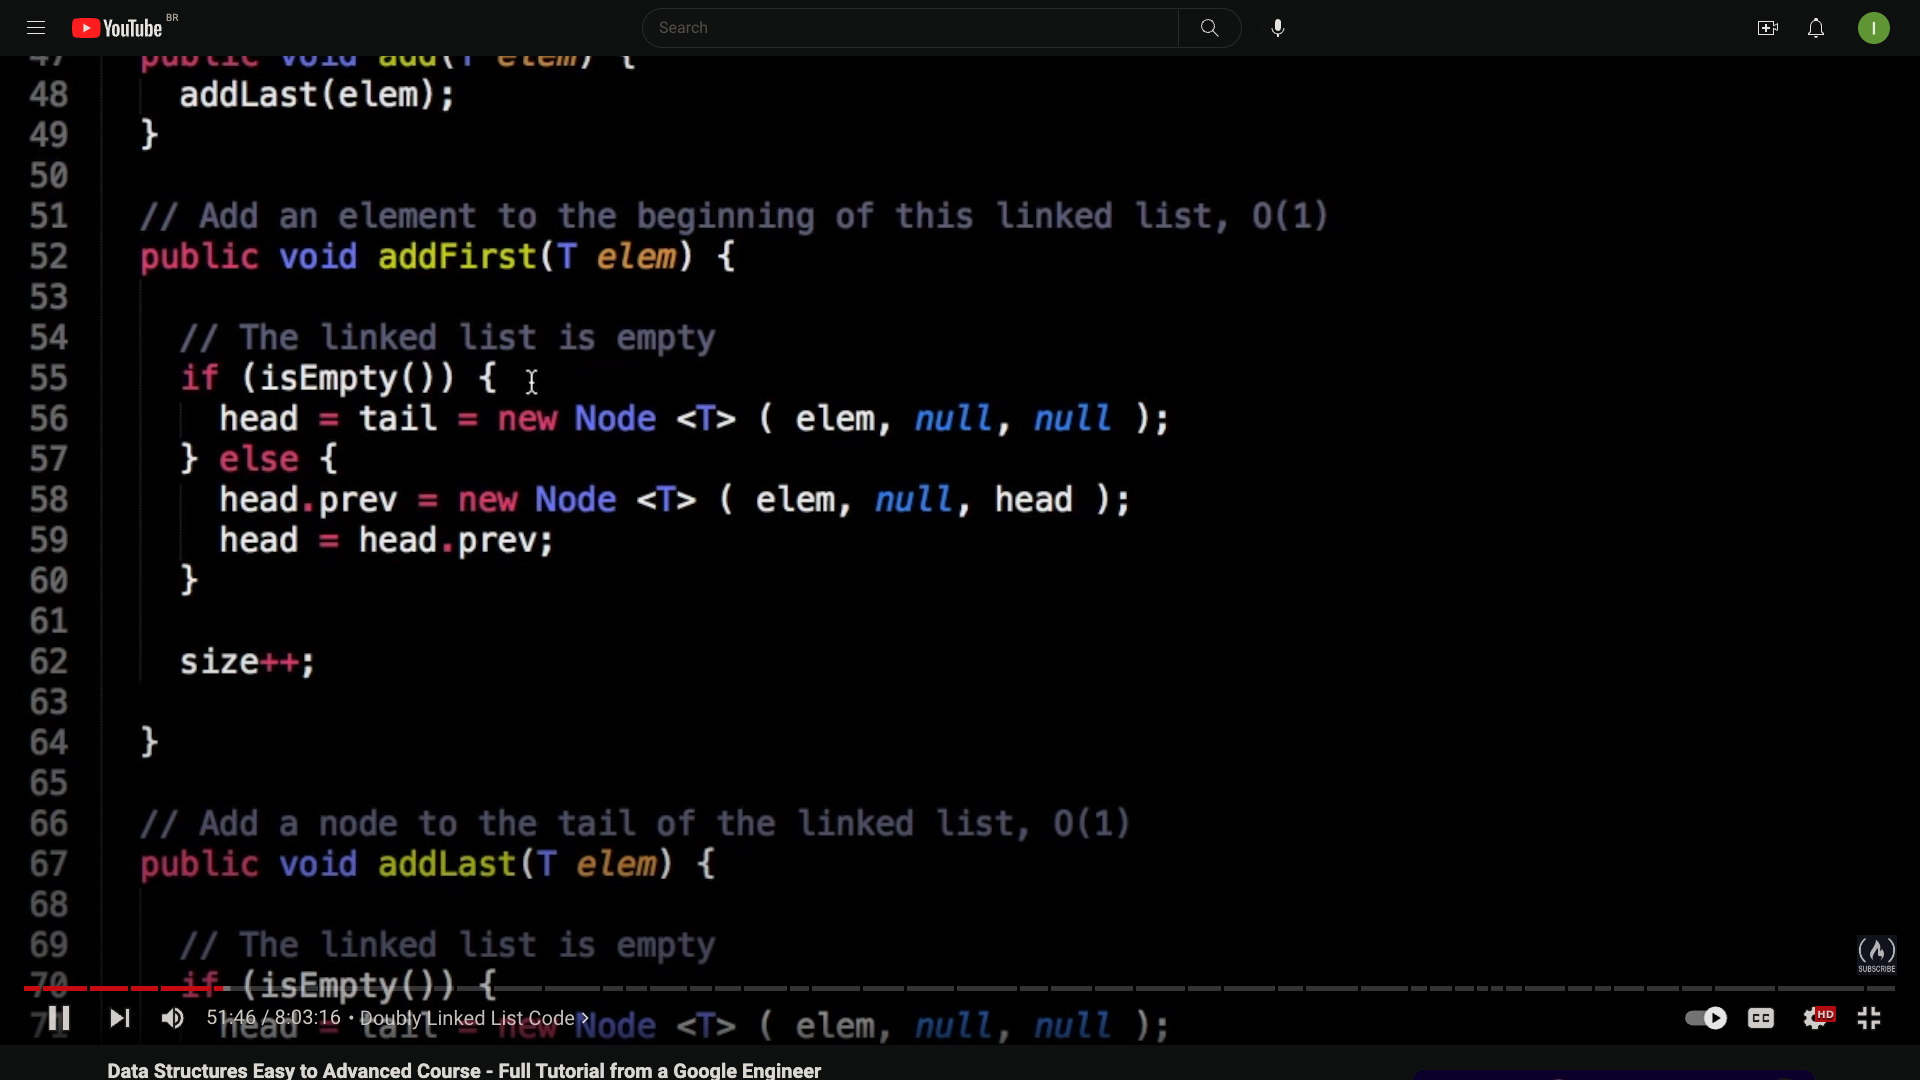 YouTube BR
Search
I
47 public void add(T elem) {
48 addLast(elem);
49 }
50
51 // Add an element to the beginning of this linked list, O(1)
52 public void addFirst(T elem) {
53
54 // The linked list is empty
55 if (isEmpty()) {
56 head = tail = new Node <T> ( elem, null, null );
57 } else {
58 head.prev = new Node <T> ( elem, null, head );
59 head = head.prev;
60 }
61
62 size++;
63
64 }
65
66 // Add a node to the tail of the linked list, O(1)
67 public void addLast(T elem) {
68
69 // The linked list is empty
70 if (isEmpty()) {
71 head = tail = new Node <T> ( elem, null, null );
SUBSCRIBE
51:46 / 8:03:16 • Doubly Linked List Code >
CC HD
Data Structures Easy to Advanced Course - Full Tutorial from a Google Engineer